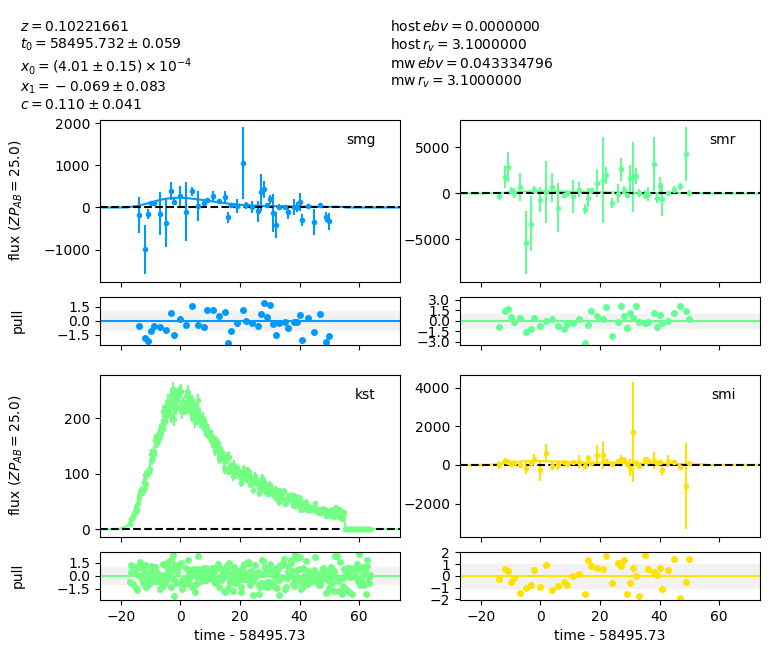 z = 0.10221661
t₀ = 58495.732 ± 0.059
x₀ = (4.01 ± 0.15) × 10⁻⁴
x₁ = −0.069 ± 0.083
c = 0.110 ± 0.041
host ebv = 0.0000000
host r_v = 3.1000000
mw ebv = 0.043334796
mw r_v = 3.1000000
smg
2000
1000
0
−1000
flux (ZP_AB = 25.0)
smr
5000
0
−5000
1.5
0.0
−1.5
pull
3.0
1.5
0.0
−1.5
−3.0
kst
200
100
0
flux (ZP_AB = 25.0)
smi
4000
2000
0
−2000
1.5
0.0
−1.5
pull
−20 0 20 40 60
time - 58495.73
2
1
0
−1
−2
−20 0 20 40 60
time - 58495.73